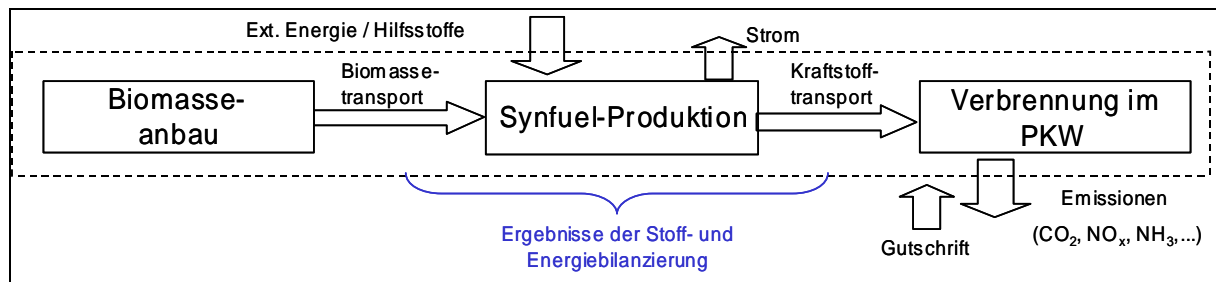 Ext. Energie / Hilfsstoffe
Strom
Biomasse-
transport
Kraftstoff-
transport
Biomasse-
anbau
Synfuel-Produktion
Verbrennung im
PKW
Ergebnisse der Stoff- und
Energiebilanzierung
Gutschrift
Emissionen
(CO₂, NOₓ, NH₃,...)